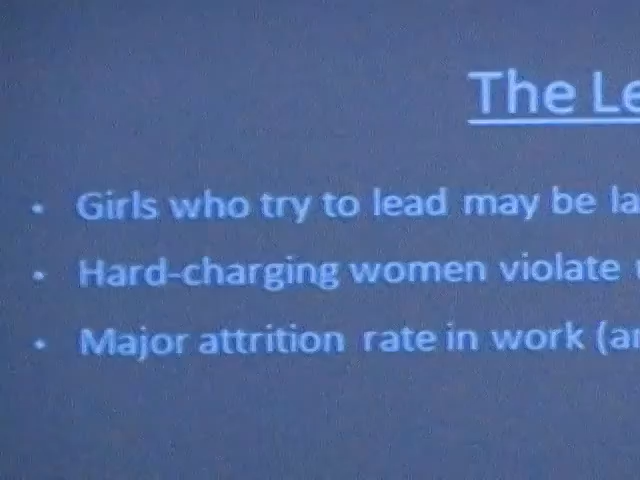 The Le
• Girls who try to lead may be la
• Hard-charging women violate
• Major attrition rate in work (ar